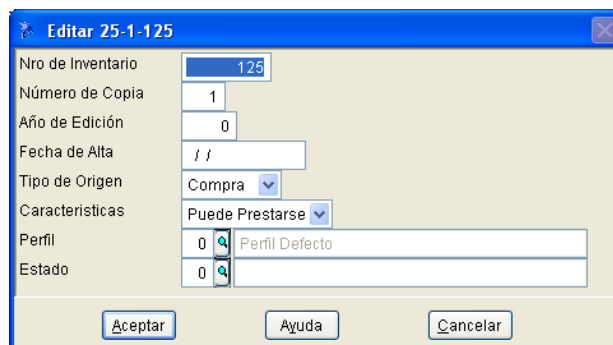 Editar 25-1-125
Nro de Inventario 125
Número de Copia 1
Año de Edición 0
Fecha de Alta / /
Tipo de Origen Compra
Caracteristicas Puede Prestarse
Perfil 0 Perfil Defecto
Estado 0
Aceptar Ayuda Cancelar